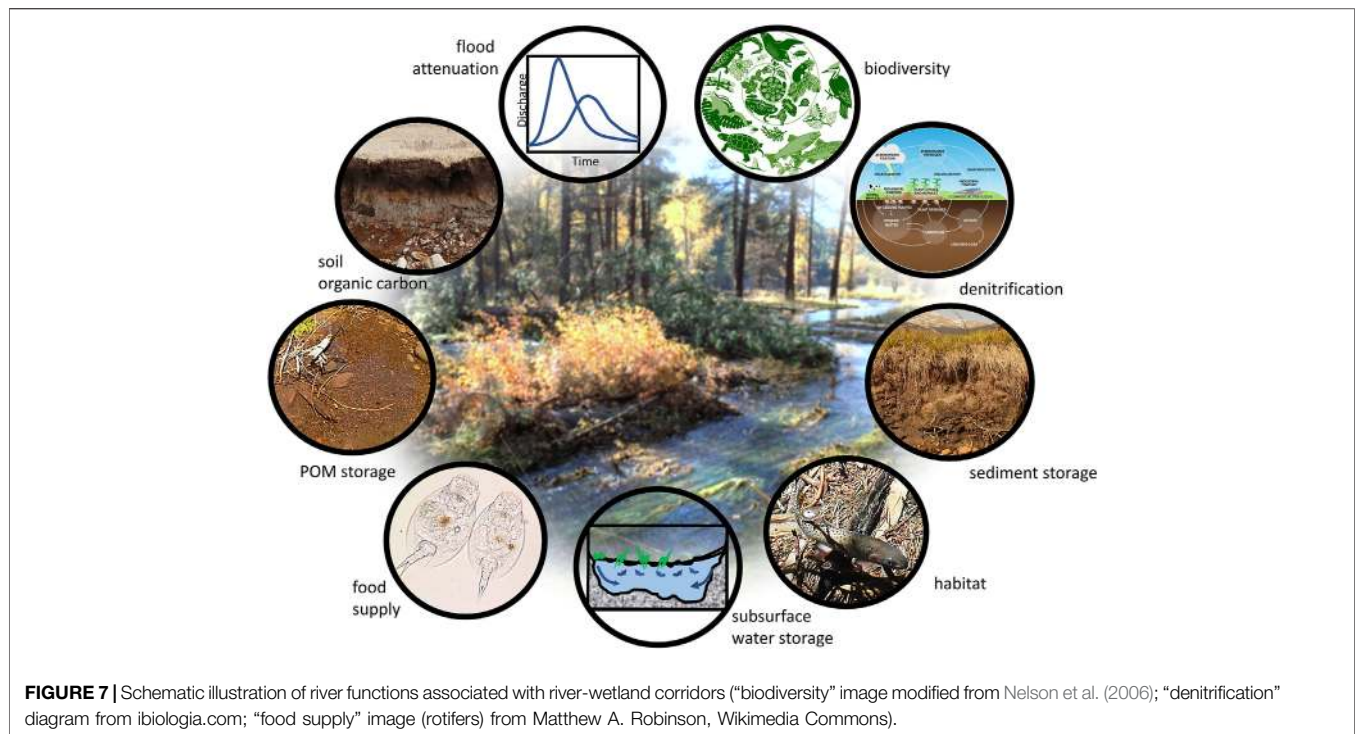 flood
attenuation
Discharge
Time
biodiversity
denitrification
sediment storage
habitat
subsurface
water storage
food
supply
POM storage
soil
organic carbon
FIGURE 7 | Schematic illustration of river functions associated with river-wetland corridors (“biodiversity” image modified from Nelson et al. (2006); “denitrification”
diagram from ibiologia.com; “food supply” image (rotifers) from Matthew A. Robinson, Wikimedia Commons).